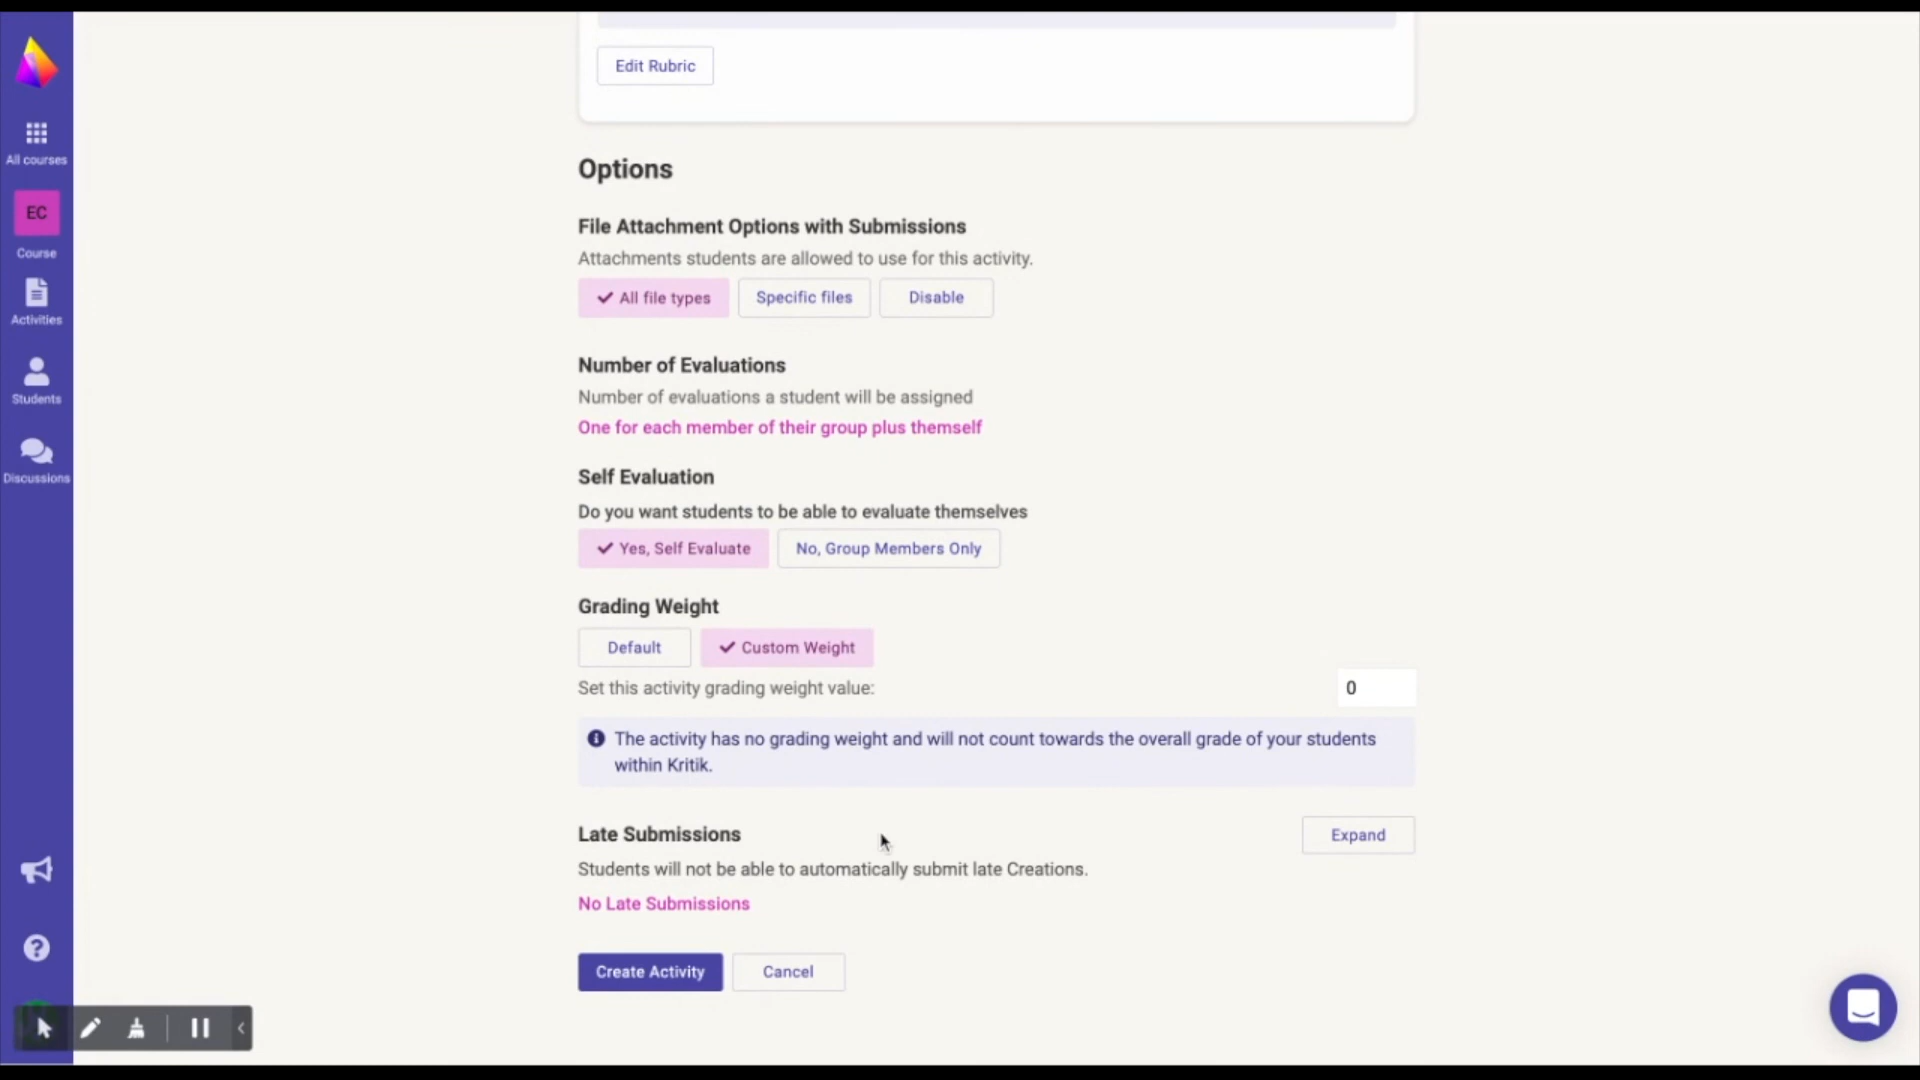 All courses
EC
Course
Activities
Students
Discussions
Edit Rubric
Options
File Attachment Options with Submissions
Attachments students are allowed to use for this activity.
All file types
Specific files
Disable
Number of Evaluations
Number of evaluations a student will be assigned
One for each member of their group plus themself
Self Evaluation
Do you want students to be able to evaluate themselves
Yes, Self Evaluate
No, Group Members Only
Grading Weight
Default
Custom Weight
Set this activity grading weight value:
0
The activity has no grading weight and will not count towards the overall grade of your students
within Kritik.
Late Submissions
Expand
Students will not be able to automatically submit late Creations.
No Late Submissions
Create Activity
Cancel